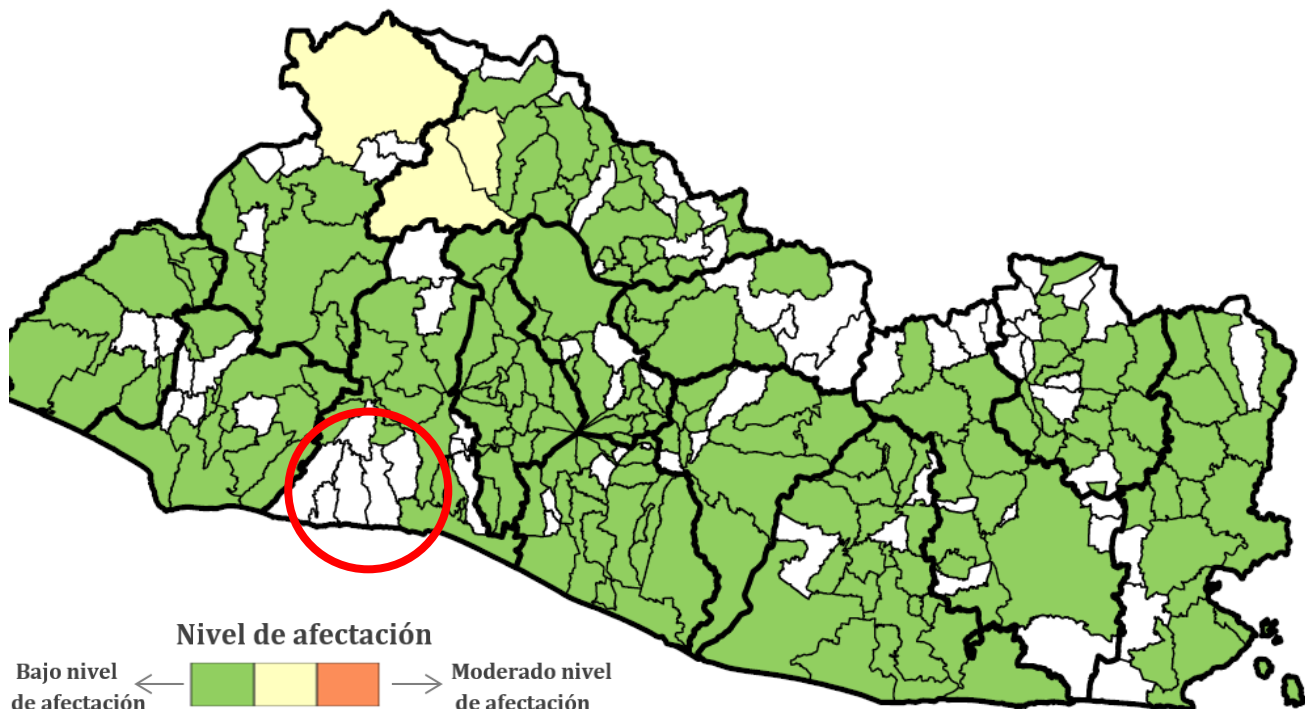 Nivel de afectación
Bajo nivel
de afectación
Moderado nivel
de afectación